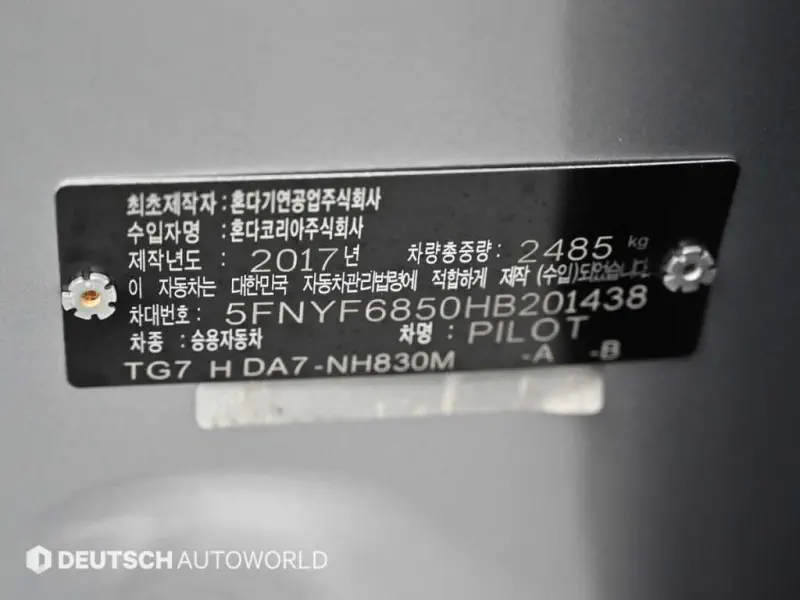 최초제작자 : 혼다기연공업주식회사
수입자명 : 혼다코리아주식회사
제작년도 : 2017년 차량총중량 : 2485 kg
이 자동차는 대한민국 자동차관리법령에 적합하게 제작 (수입)되었습니다.
차대번호 : 5FNYF6850HB201438
차종 : 승용자동차 차명 : PILOT
TG7 H DA7-NH830M -A -B
DEUTSCH AUTOWORLD